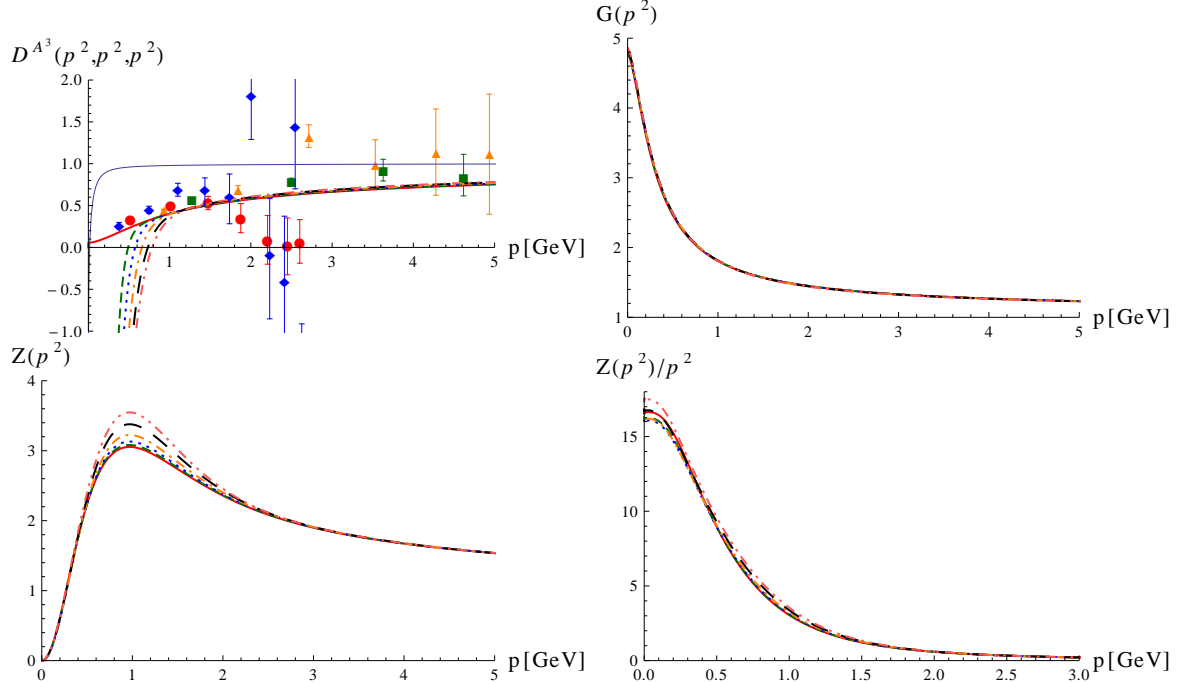 D^{A^3}(p^2,p^2,p^2)
2.0
1.5
1.0
0.5
0.0
−0.5
−1.0
1 2 3 4 5
p[GeV]
G(p^2)
5
4
3
2
1
0 1 2 3 4 5
p[GeV]
Z(p^2)
4
3
2
1
0
0 1 2 3 4 5
p[GeV]
Z(p^2)/p^2
15
10
5
0
0.0 0.5 1.0 1.5 2.0 2.5 3.0
p[GeV]